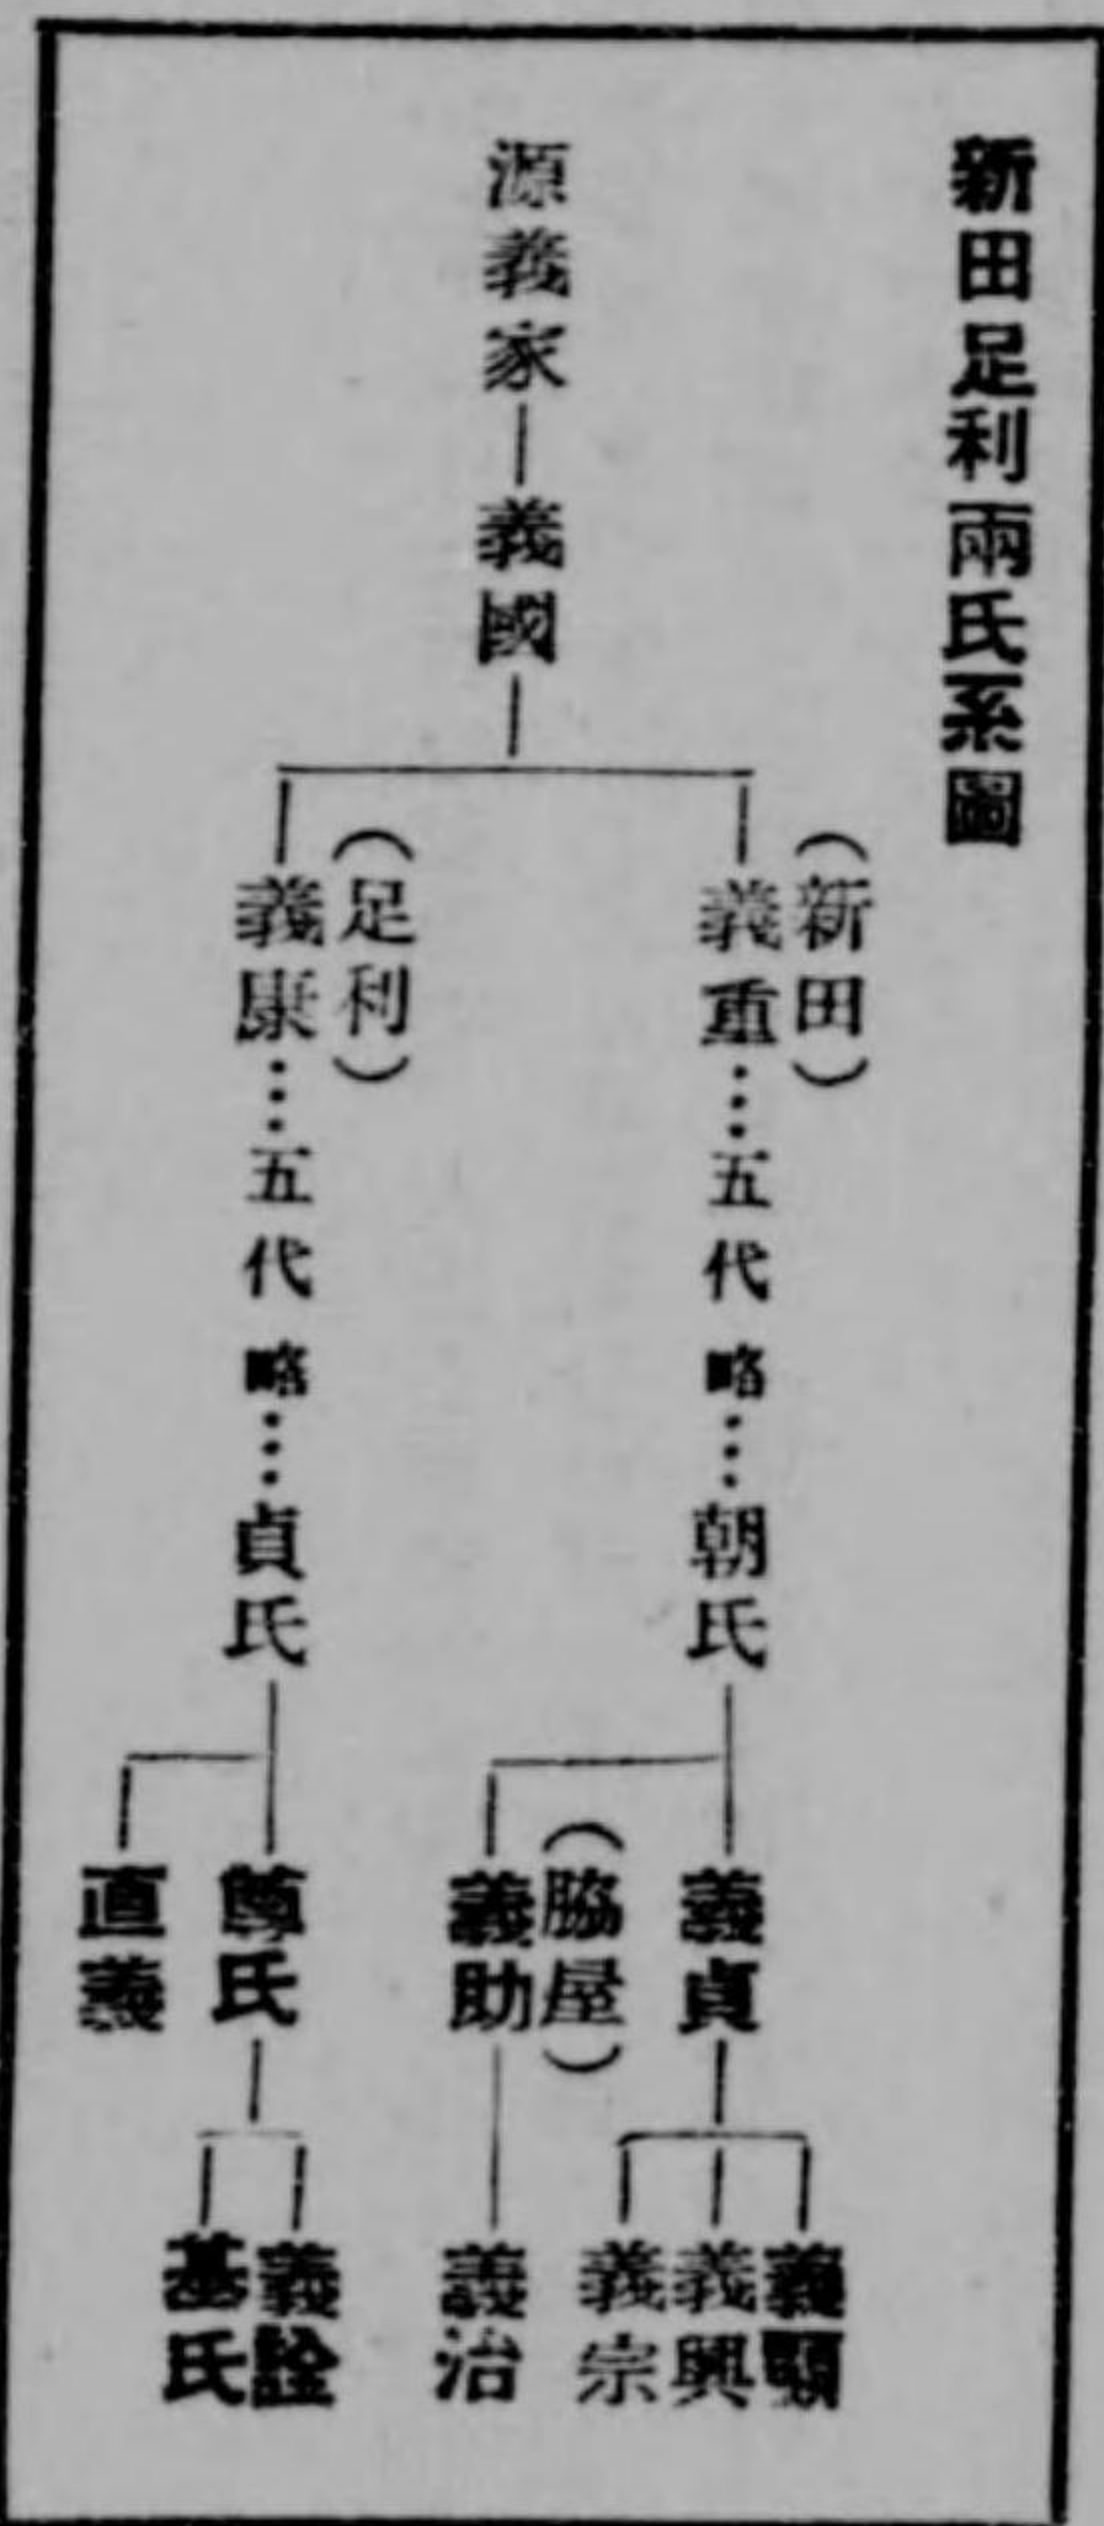 新田足利兩氏系圖
源義家
義國
(新田)
義重…五代略…朝氏
義貞
義顯
義興
義宗
(脇屋)
義助
義治
(足利)
義康…五代略…貞氏
尊氏
義詮
基氏
直義